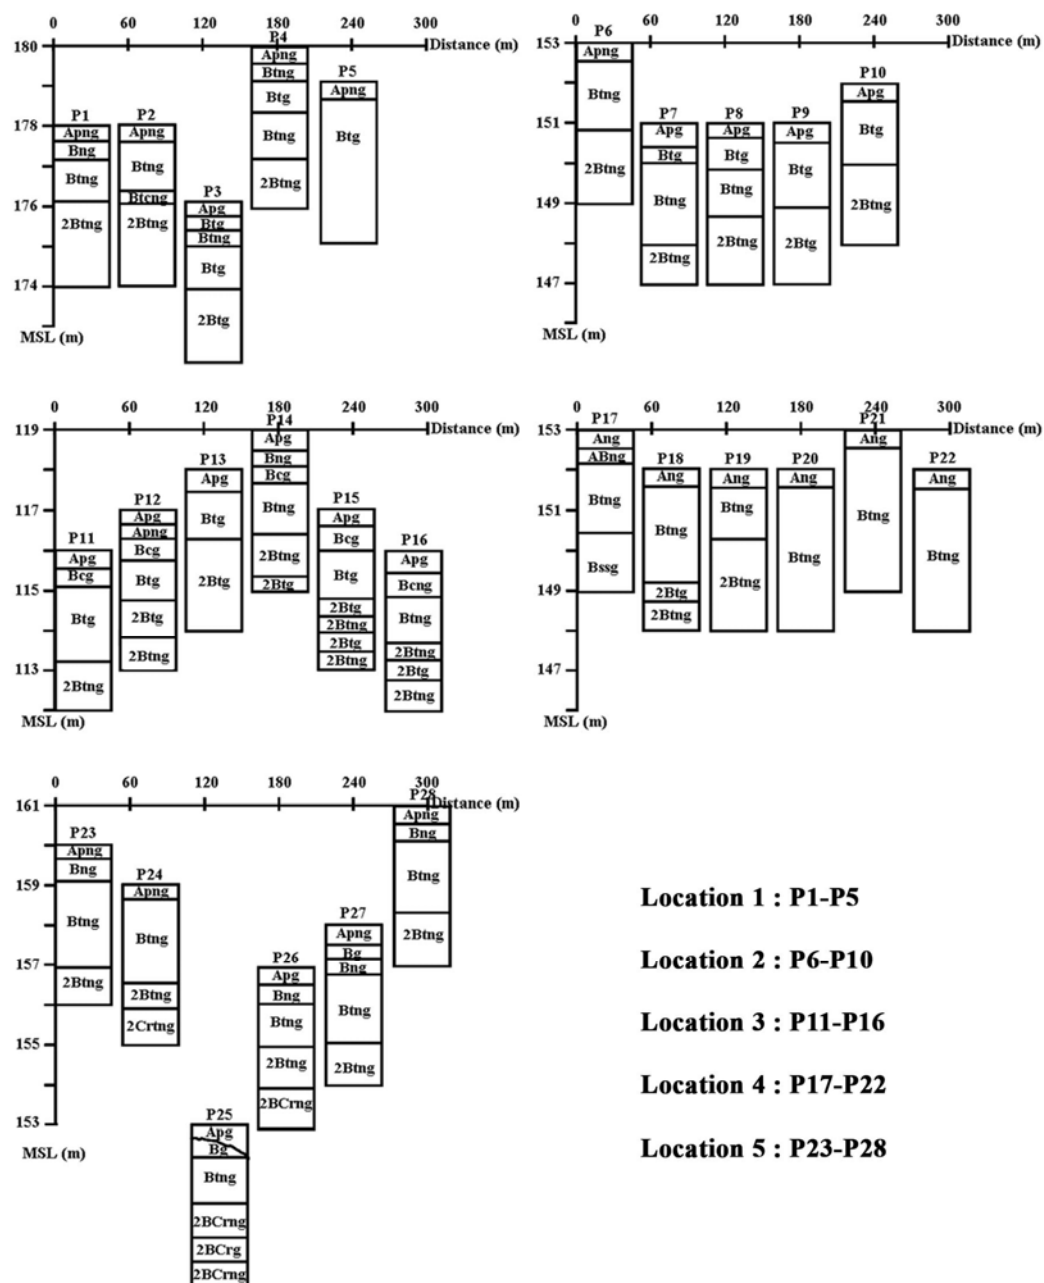 0 60 120 180 240 300
Distance (m)
180
178
176
174
MSL (m)
P1
Apng
Bng
Btng
2Btng
P2
Apng
Btng
Btcng
2Btng
P3
Apg
Btg
Btng
Btg
2Btg
P4
Apng
Btng
Btg
Btng
2Btng
P5
Apng
Btg
0 60 120 180 240 300
Distance (m)
153
151
149
147
MSL (m)
P6
Apng
Btng
2Btng
P7
Apg
Btg
Btng
2Btng
P8
Apg
Btg
Btng
2Btng
P9
Apg
Btg
2Btg
P10
Apg
Btg
2Btng
0 60 120 180 240 300
Distance (m)
119
117
115
113
MSL (m)
P11
Apg
Bcg
Btg
2Btng
P12
Apg
Apng
Bcg
Btg
2Btg
2Btng
P13
Apg
Btg
2Btg
P14
Apg
Bng
Bcg
Btng
2Btng
2Btg
P15
Apg
Bcg
Btg
2Btg
2Btng
2Btg
2Btng
P16
Apg
Bcng
Btng
2Btng
2Btg
2Btng
0 60 120 180 240 300
Distance (m)
153
151
149
147
MSL (m)
P17
Ang
ABng
Btng
Bssg
P18
Ang
Btng
2Btg
2Btng
P19
Ang
Btng
2Btng
P20
Ang
Btng
P21
Ang
Btng
P22
Ang
Btng
0 60 120 180 240 300
Distance (m)
161
159
157
155
153
MSL (m)
P23
Apng
Bng
Btng
2Btng
P24
Apng
Btng
2Btng
2Crtng
P25
Apg
Bg
Btng
2BCrng
2BCrg
2BCrng
P26
Apg
Bng
Btng
2Btng
2BCrng
P27
Apng
Bg
Bng
Btng
2Btng
P28
Apng
Bng
Btng
2Btng
Location 1 : P1-P5
Location 2 : P6-P10
Location 3 : P11-P16
Location 4 : P17-P22
Location 5 : P23-P28